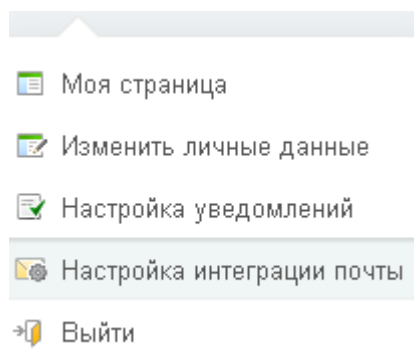 Моя страница
Изменить личные данные
Настройка уведомлений
Настройка интеграции почты
Выйти